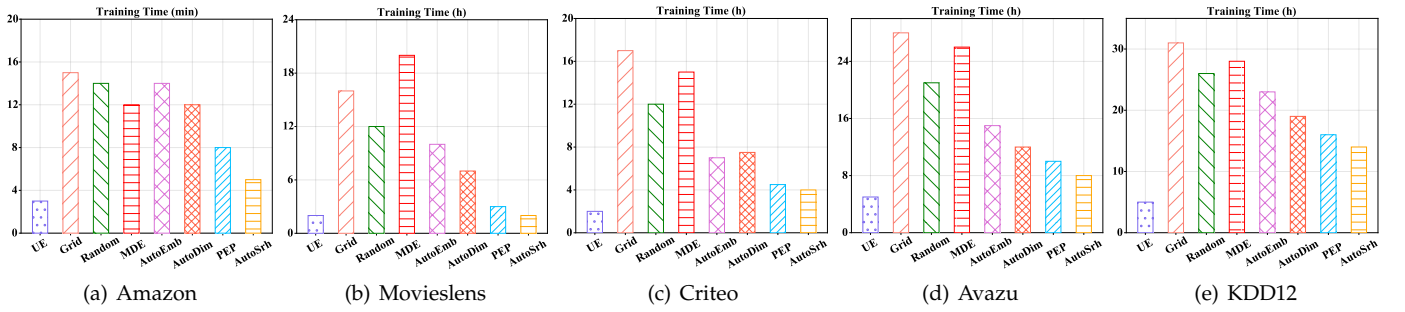 Training Time (min)
20
16
12
8
4
0
UE Grid Random MDE AutoEmb AutoDim PEP AutoSrh
(a) Amazon
Training Time (h)
24
18
12
6
0
UE Grid Random MDE AutoEmb AutoDim PEP AutoSrh
(b) Movieslens
Training Time (h)
20
16
12
8
4
0
UE Grid Random MDE AutoEmb AutoDim PEP AutoSrh
(c) Criteo
Training Time (h)
24
16
8
0
UE Grid Random MDE AutoEmb AutoDim PEP AutoSrh
(d) Avazu
Training Time (h)
30
20
10
0
UE Grid Random MDE AutoEmb AutoDim PEP AutoSrh
(e) KDD12